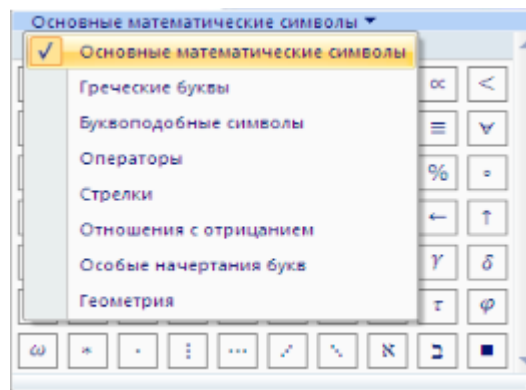 Основные математические символы
Основные математические символы
∝ <
Греческие буквы
Буквоподобные символы
≡ ∀
Операторы
% ∘
Стрелки
← ↑
Отношения с отрицанием
Особые начертания букв
γ δ
Геометрия
τ φ
ω * ∙ ⋮ ⋯ ⋰ ⋱ ℵ ℶ ■